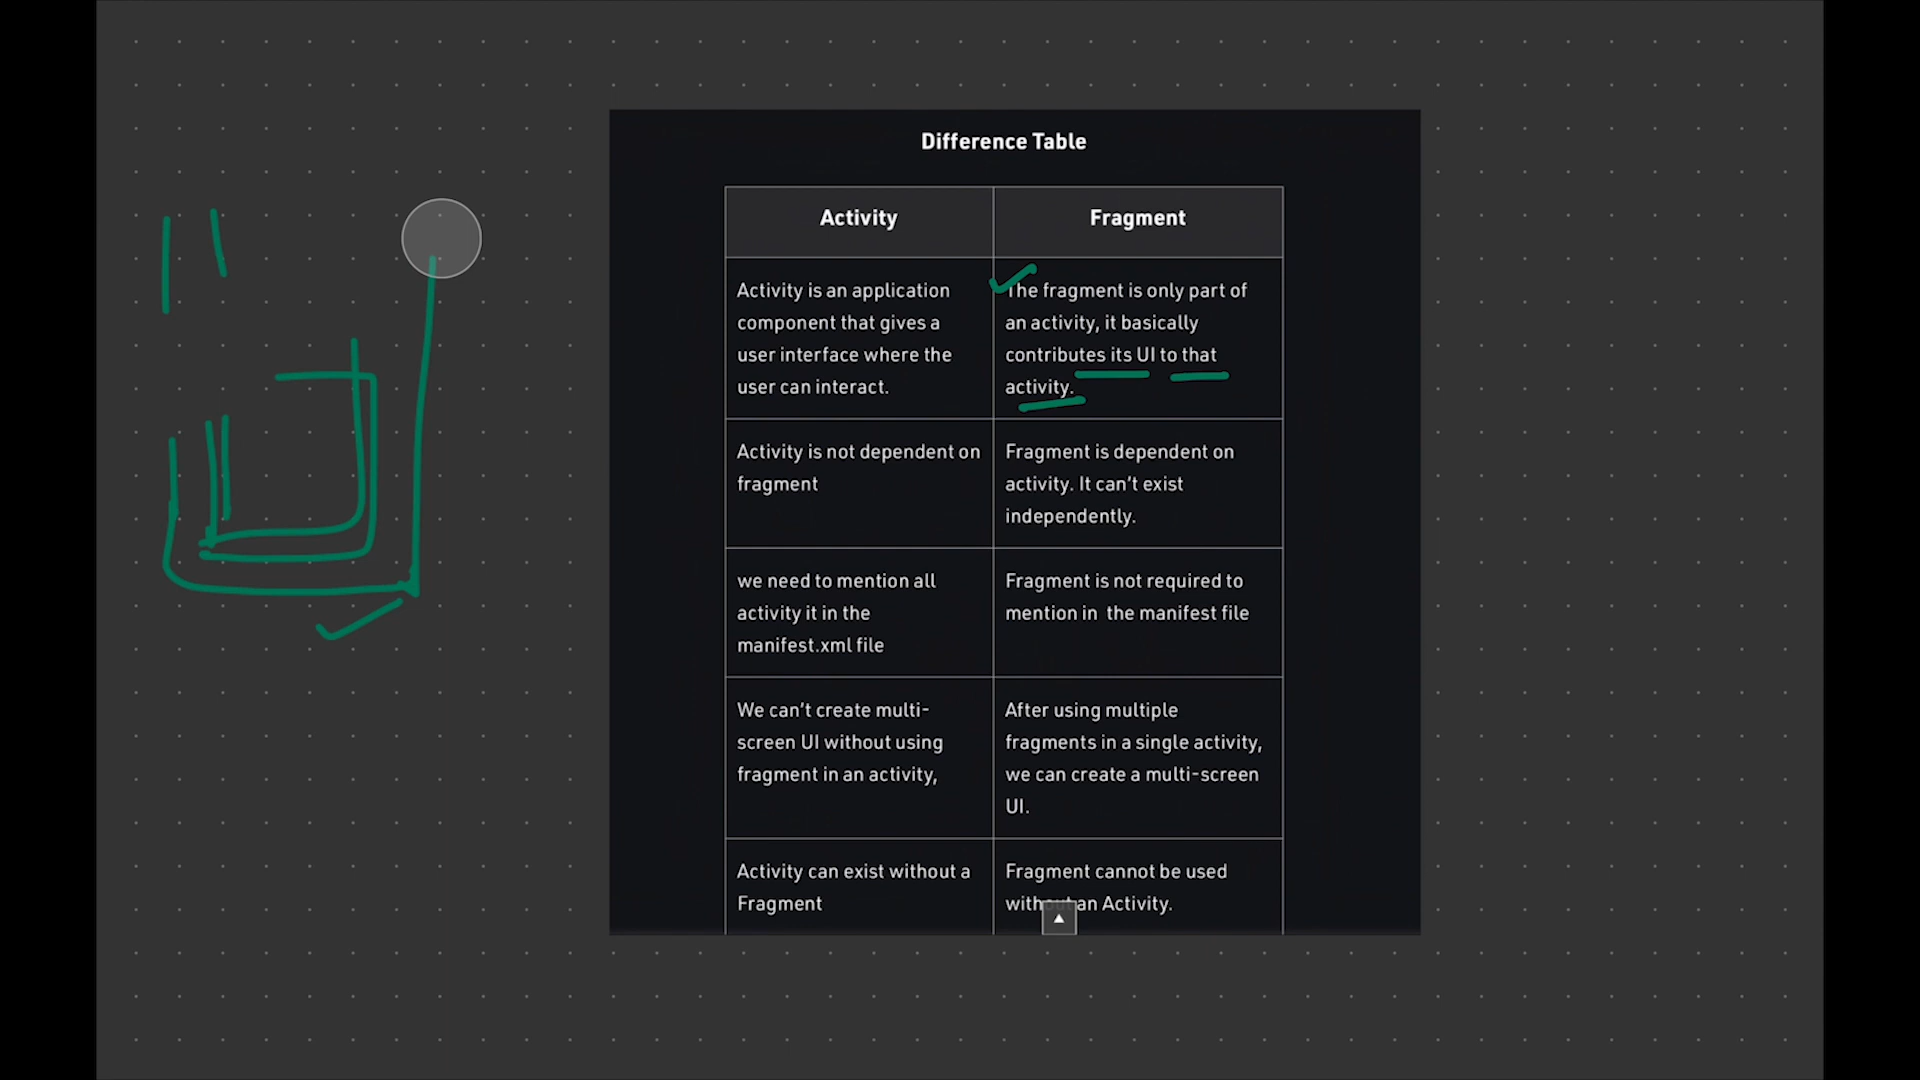 Difference Table
Activity
Fragment
Activity is an application
component that gives a
user interface where the
user can interact.
The fragment is only part of
an activity, it basically
contributes its UI to that
activity.
Activity is not dependent on
fragment
Fragment is dependent on
activity. It can't exist
independently.
we need to mention all
activity it in the
manifest.xml file
Fragment is not required to
mention in the manifest file
We can't create multi-
screen UI without using
fragment in an activity,
After using multiple
fragments in a single activity,
we can create a multi-screen
UI.
Activity can exist without a
Fragment
Fragment cannot be used
without an Activity.